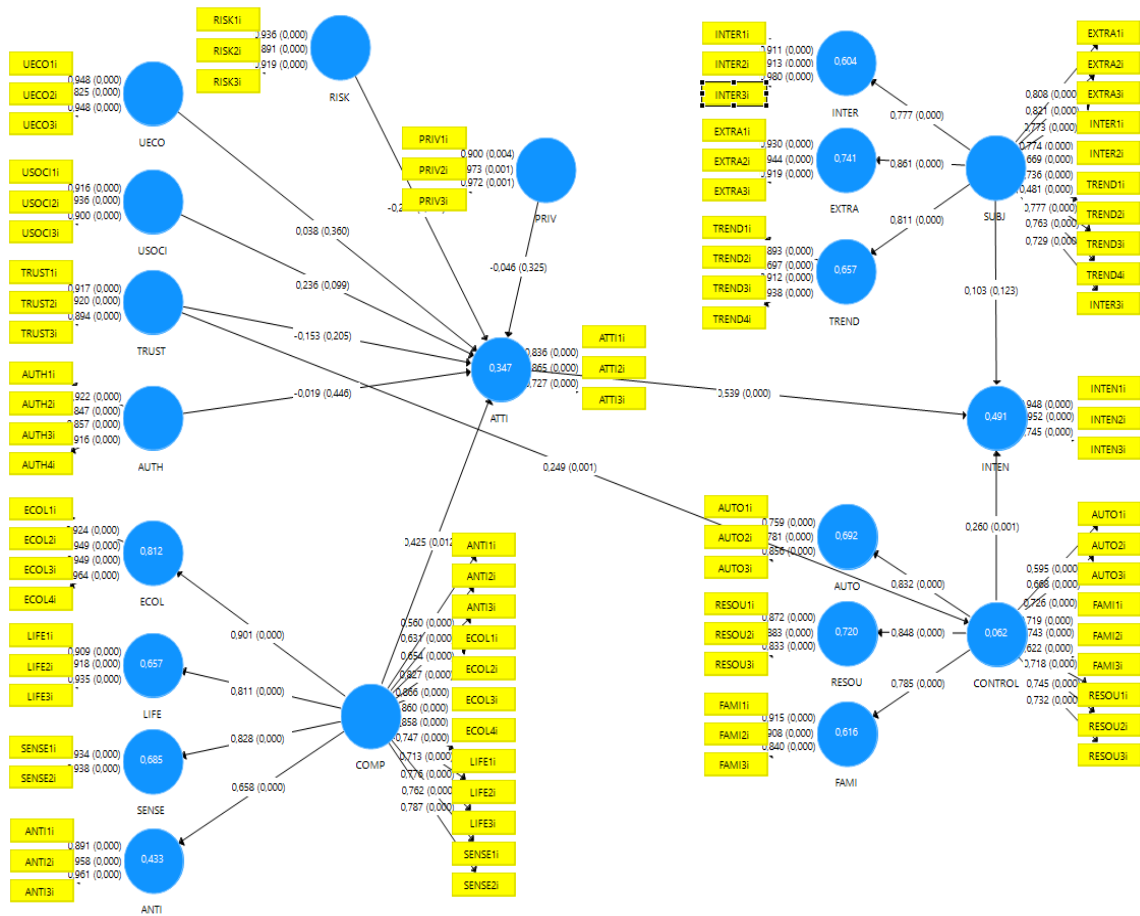 RISK1i
RISK2i
RISK3i
0,936 (0,000)
0,891 (0,000)
0,919 (0,000)
RISK
UECO1i
UECO2i
UECO3i
0,948 (0,000)
0,825 (0,000)
0,948 (0,000)
UECO
USOCI1i
USOCI2i
USOCI3i
0,916 (0,000)
0,936 (0,000)
0,900 (0,000)
USOCI
TRUST1i
TRUST2i
TRUST3i
0,917 (0,000)
0,920 (0,000)
0,894 (0,000)
TRUST
AUTH1i
AUTH2i
AUTH3i
AUTH4i
0,922 (0,000)
0,847 (0,000)
0,857 (0,000)
0,916 (0,000)
AUTH
PRIV1i
PRIV2i
PRIV3i
0,900 (0,004)
0,973 (0,001)
0,972 (0,001)
PRIV
0,038 (0,360)
0,236 (0,099)
-0,153 (0,205)
-0,019 (0,446)
-0,046 (0,325)
0,347
ATTI
0,836 (0,000)
0,865 (0,000)
0,727 (0,000)
ATTI1i
ATTI2i
ATTI3i
0,539 (0,000)
0,249 (0,001)
INTER1i
INTER2i
INTER3i
0,911 (0,000)
0,913 (0,000)
0,604
INTER
EXTRA1i
EXTRA2i
EXTRA3i
0,930 (0,000)
0,944 (0,000)
0,919 (0,000)
0,741
EXTRA
TREND1i
TREND2i
TREND3i
TREND4i
0,893 (0,000)
0,697 (0,000)
0,912 (0,000)
0,938 (0,000)
0,657
TREND
0,777 (0,000)
0,861 (0,000)
0,811 (0,000)
SUBJ
0,808 (0,000)
0,821 (0,000)
0,773 (0,000)
0,774 (0,000)
0,669 (0,000)
0,736 (0,000)
0,481 (0,000)
0,777 (0,000)
0,763 (0,000)
0,729 (0,000)
EXTRA1i
EXTRA2i
EXTRA3i
INTER1i
INTER2i
TREND1i
TREND2i
TREND3i
TREND4i
INTER3i
0,103 (0,123)
0,491
INTEN
0,948 (0,000)
0,952 (0,000)
0,745 (0,000)
INTEN1i
INTEN2i
INTEN3i
0,260 (0,001)
ECOL1i
ECOL2i
ECOL3i
ECOL4i
0,924 (0,000)
0,949 (0,000)
0,949 (0,000)
0,964 (0,000)
0,812
ECOL
LIFE1i
LIFE2i
LIFE3i
0,909 (0,000)
0,918 (0,000)
0,935 (0,000)
0,657
LIFE
SENSE1i
SENSE2i
0,934 (0,000)
0,938 (0,000)
0,685
SENSE
ANTI1i
ANTI2i
ANTI3i
0,891 (0,000)
0,958 (0,000)
0,961 (0,000)
0,433
ANTI
0,901 (0,000)
0,811 (0,000)
0,828 (0,000)
0,658 (0,000)
COMP
0,560 (0,000)
0,631 (0,000)
0,654 (0,000)
0,827 (0,000)
0,866 (0,000)
0,860 (0,000)
0,858 (0,000)
0,747 (0,000)
0,713 (0,000)
0,776 (0,000)
0,762 (0,000)
0,787 (0,000)
ANTI1i
ANTI2i
ANTI3i
ECOL1i
ECOL2i
ECOL3i
ECOL4i
LIFE1i
LIFE2i
LIFE3i
SENSE1i
SENSE2i
AUTO1i
AUTO2i
AUTO3i
0,759 (0,000)
0,781 (0,000)
0,856 (0,000)
0,692
AUTO
RESOU1i
RESOU2i
RESOU3i
0,872 (0,000)
0,883 (0,000)
0,833 (0,000)
0,720
RESOU
FAMI1i
FAMI2i
FAMI3i
0,915 (0,000)
0,908 (0,000)
0,840 (0,000)
0,616
FAMI
0,832 (0,000)
0,848 (0,000)
0,785 (0,000)
0,062
CONTROL
0,595 (0,000)
0,668 (0,000)
0,726 (0,000)
0,719 (0,000)
0,743 (0,000)
0,622 (0,000)
0,718 (0,000)
0,745 (0,000)
0,732 (0,000)
AUTO1i
AUTO2i
AUTO3i
FAMI1i
FAMI2i
FAMI3i
RESOU1i
RESOU2i
RESOU3i